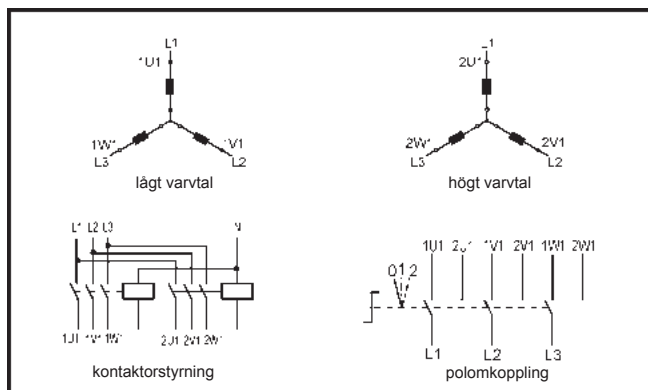 L1
1U1
1W1
1V1
L3
L2
lågt varvtal
L1
2U1
2W1
2V1
L3
L2
högt varvtal
L1 L2 L3 N
1U1 1V1 1W1 2U1 2V1 2W1
kontaktorstyrning
1U1 2U1 1V1 2V1 1W1 2W1
0 1 2
L1 L2 L3
polomkoppling